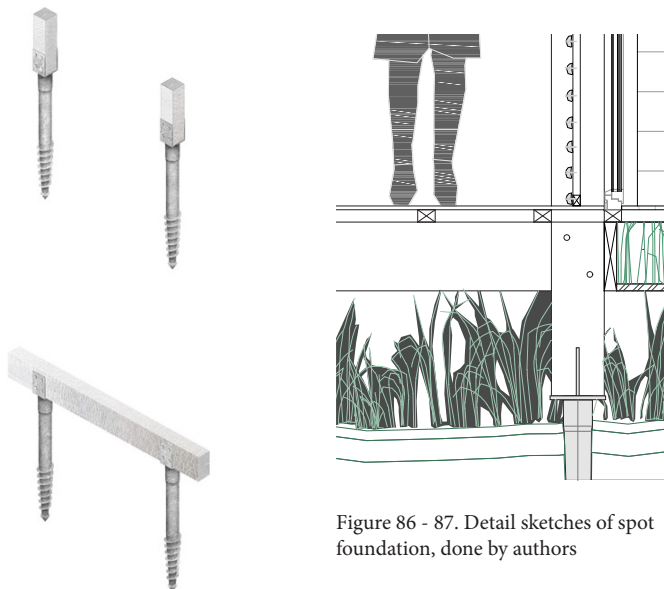 Figure 86 - 87. Detail sketches of spot
foundation, done by authors